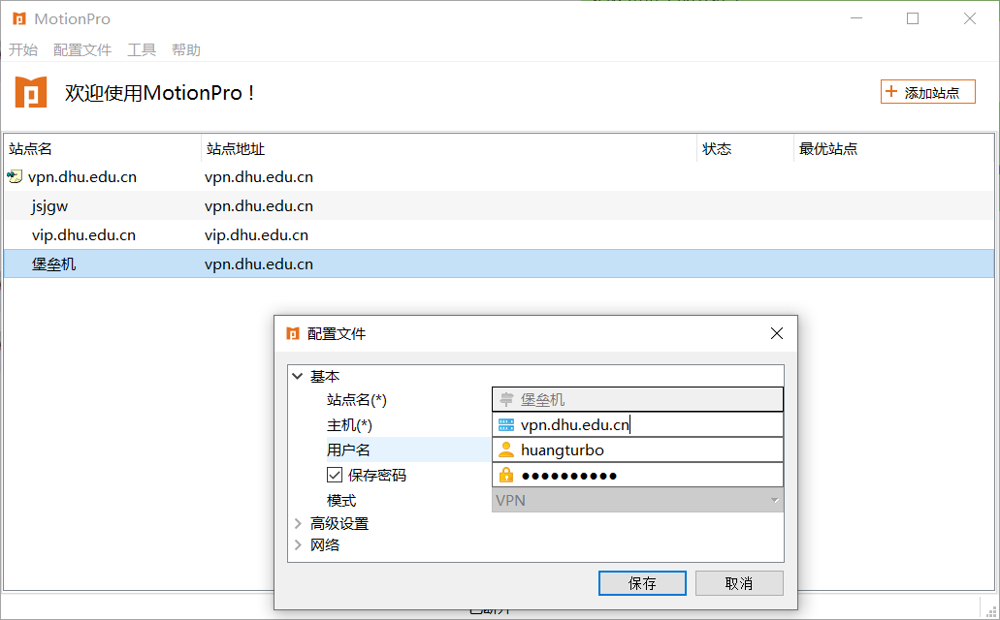 MotionPro
开始 配置文件 工具 帮助
欢迎使用MotionPro！
添加站点
站点名 站点地址 状态 最优站点
vpn.dhu.edu.cn vpn.dhu.edu.cn
jsjgw vpn.dhu.edu.cn
vip.dhu.edu.cn vip.dhu.edu.cn
堡垒机 vpn.dhu.edu.cn
配置文件
基本
站点名(*) 堡垒机
主机(*) vpn.dhu.edu.cn
用户名 huangturbo
保存密码 ●●●●●●●●●●
模式 VPN
高级设置
网络
保存 取消